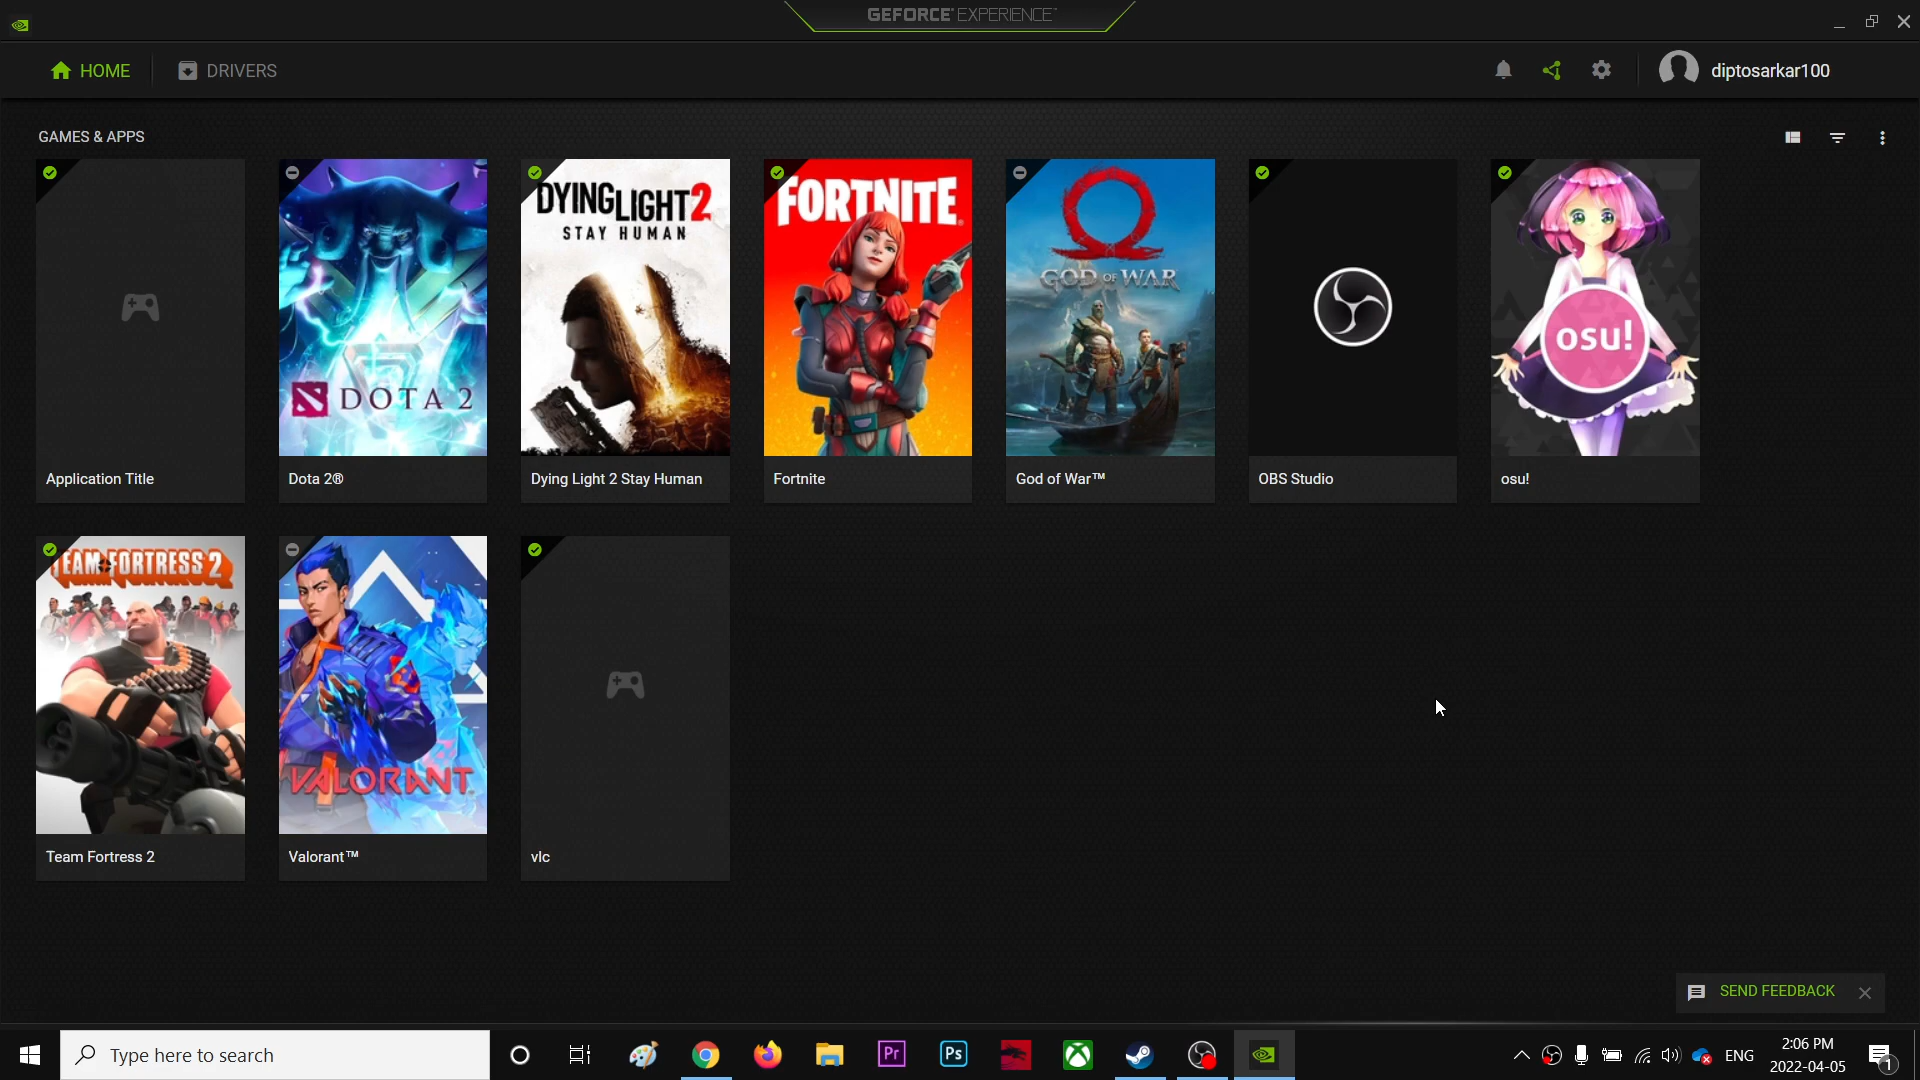 GEFORCE EXPERIENCE™
HOME
DRIVERS
diptosarkar100
GAMES & APPS
DYING LIGHT 2
STAY HUMAN
FORTNITE
GOD OF WAR
osu!
DOTA 2
Application Title
Dota 2®
Dying Light 2 Stay Human
Fortnite
God of War™
OBS Studio
osu!
TEAM FORTRESS 2
VALORANT
Team Fortress 2
Valorant™
vlc
SEND FEEDBACK
Type here to search
Pr
Ps
ENG
2:06 PM
2022-04-05
1